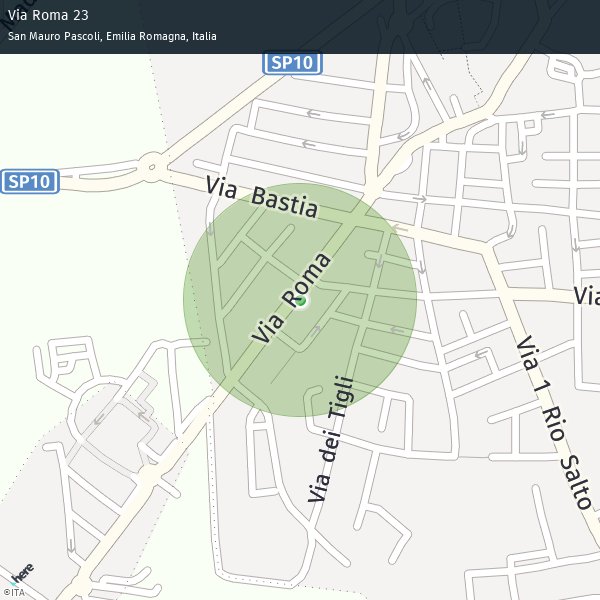 Via Roma 23
San Mauro Pascoli, Emilia Romagna, Italia
SP10
SP10
Via Bastia
Via Roma
Via
Via 1 Rio Salto
Via dei Tigli
here
©ITA